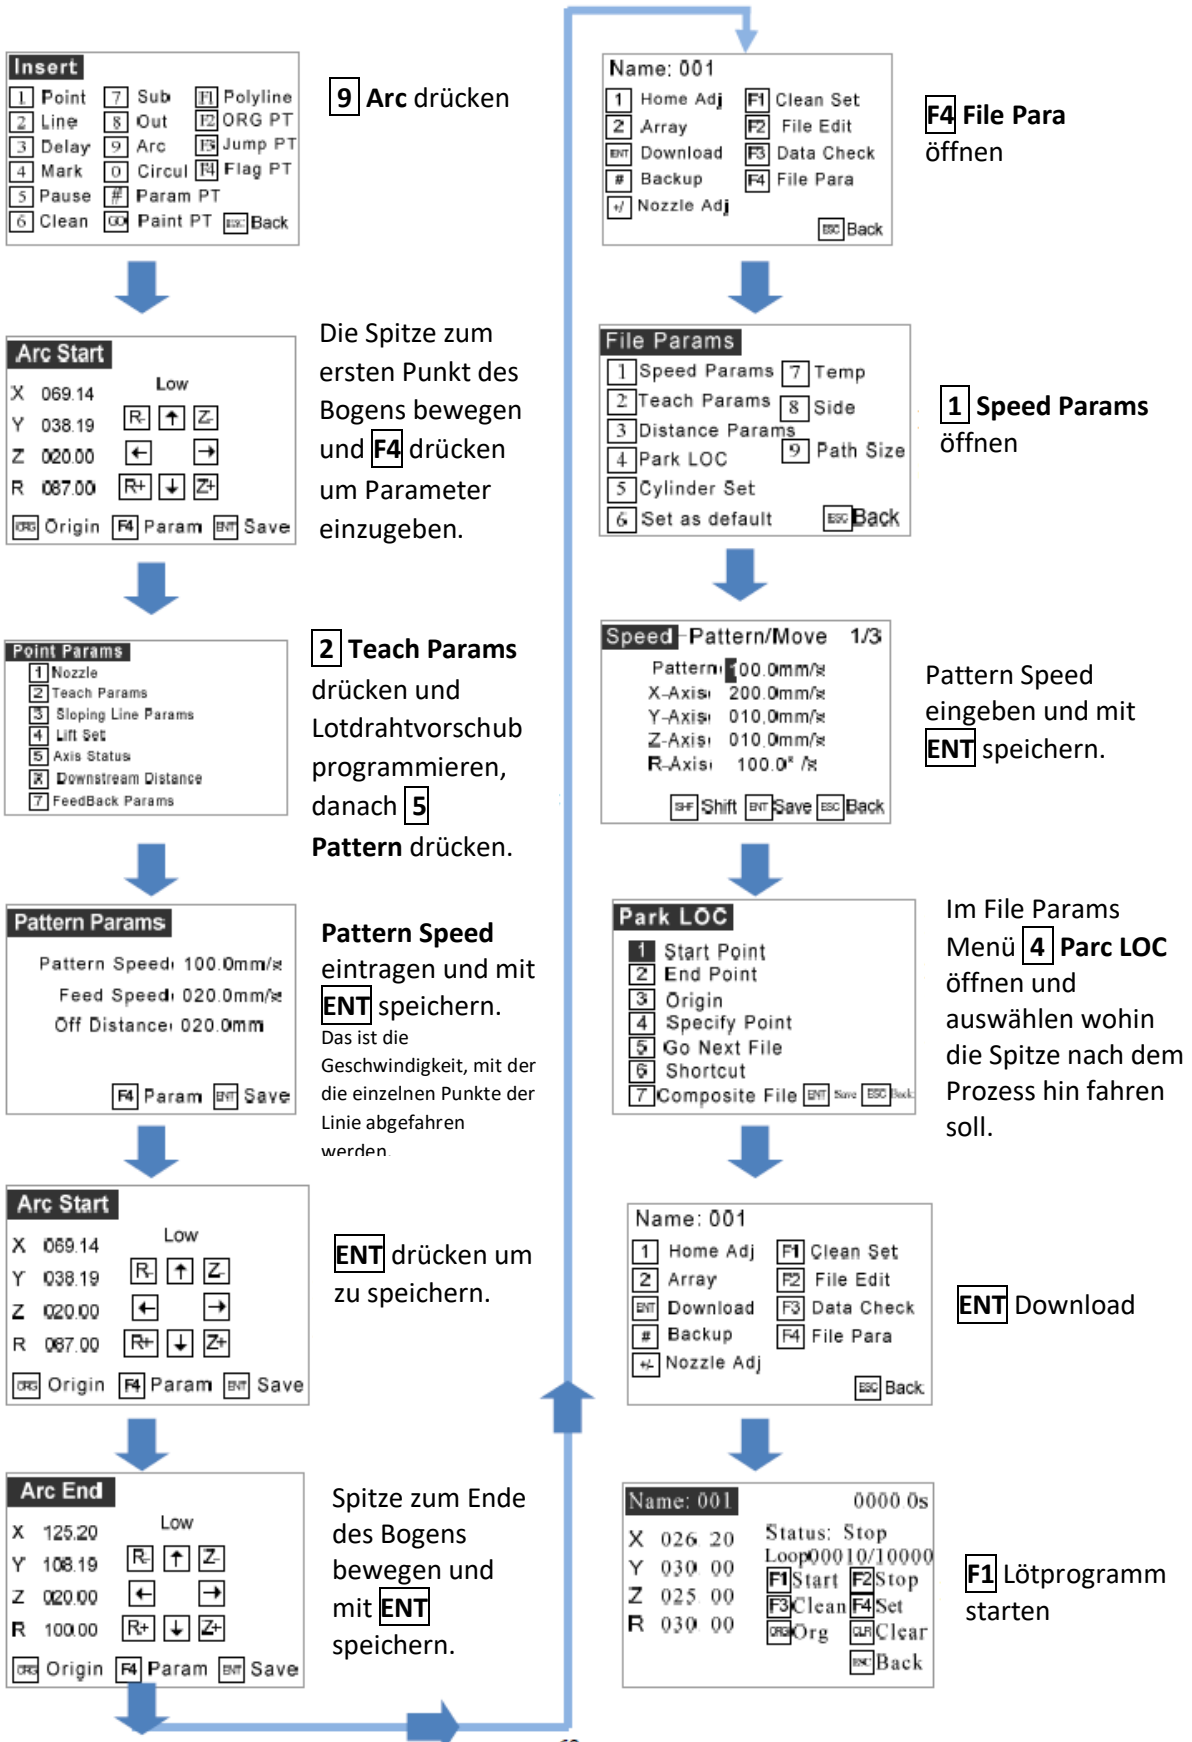 Insert
1 Point 7 Sub F1 Polyline
2 Line 8 Out F2 ORG PT
3 Delay 9 Arc F3 Jump PT
4 Mark 0 Circul F4 Flag PT
5 Pause # Param PT
6 Clean GO Paint PT ESC Back
9 Arc drücken
Arc Start
Low
X 069.14
Y 038.19
Z 020.00
R 087.00
R- ↑ Z-
← →
R+ ↓ Z+
ORG Origin F4 Param ENT Save
Die Spitze zum
ersten Punkt des
Bogens bewegen
und F4 drücken
um Parameter
einzugeben.
Point Params
1 Nozzle
2 Teach Params
3 Sloping Line Params
4 Lift Set
5 Axis Status
Downstream Distance
7 FeedBack Params
2 Teach Params
drücken und
Lotdrahtvorschub
programmieren,
danach 5
Pattern drücken.
Pattern Params
Pattern Speed: 100.0mm/s
Feed Speed: 020.0mm/s
Off Distance: 020.0mm
F4 Param ENT Save
Pattern Speed
eintragen und mit
ENT speichern.
Das ist die
Geschwindigkeit, mit der
die einzelnen Punkte der
Linie abgefahren
werden.
Arc Start
Low
X 069.14
Y 038.19
Z 020.00
R 087.00
R- ↑ Z-
← →
R+ ↓ Z+
ORG Origin F4 Param ENT Save
ENT drücken um
zu speichern.
Arc End
Low
X 125.20
Y 108.19
Z 020.00
R 100.00
R- ↑ Z-
← →
R+ ↓ Z+
ORG Origin F4 Param ENT Save
Spitze zum Ende
des Bogens
bewegen und
mit ENT
speichern.
Name: 001
1 Home Adj F1 Clean Set
2 Array F2 File Edit
ENT Download F3 Data Check
# Backup F4 File Para
+/ Nozzle Adj
ESC Back
F4 File Para
öffnen
File Params
1 Speed Params 7 Temp
2 Teach Params 8 Side
3 Distance Params
4 Park LOC 9 Path Size
5 Cylinder Set
6 Set as default ESC Back
1 Speed Params
öffnen
Speed-Pattern/Move 1/3
Pattern: 100.0mm/s
X-Axis: 200.0mm/s
Y-Axis: 010.0mm/s
Z-Axis: 010.0mm/s
R-Axis: 100.0° /s
SHF Shift ENT Save ESC Back
Pattern Speed
eingeben und mit
ENT speichern.
Park LOC
1 Start Point
2 End Point
3 Origin
4 Specify Point
5 Go Next File
6 Shortcut
7 Composite File ENT Save ESC Back
Im File Params
Menü 4 Parc LOC
öffnen und
auswählen wohin
die Spitze nach dem
Prozess hin fahren
soll.
Name: 001
1 Home Adj F1 Clean Set
2 Array F2 File Edit
ENT Download F3 Data Check
# Backup F4 File Para
+/- Nozzle Adj
ESC Back
ENT Download
Name: 001 0000.0s
X 026 20
Y 030 00
Z 025 00
R 030 00
Status: Stop
Loop00010/10000
F1 Start F2 Stop
F3 Clean F4 Set
ORG Org CLR Clear
ESC Back
F1 Lötprogramm
starten